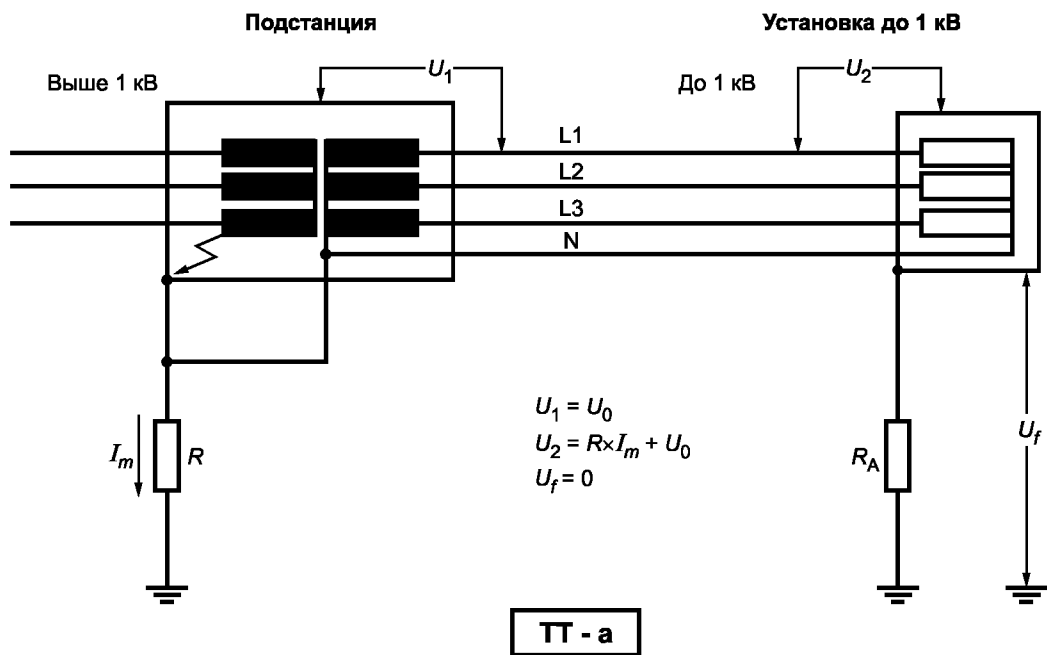 Подстанция
Установка до 1 кВ
Выше 1 кВ
U1
До 1 кВ
U2
L1
L2
L3
N
U1 = U0
U2 = R×Im + U0
Uf = 0
Im
R
RA
Uf
TT - a